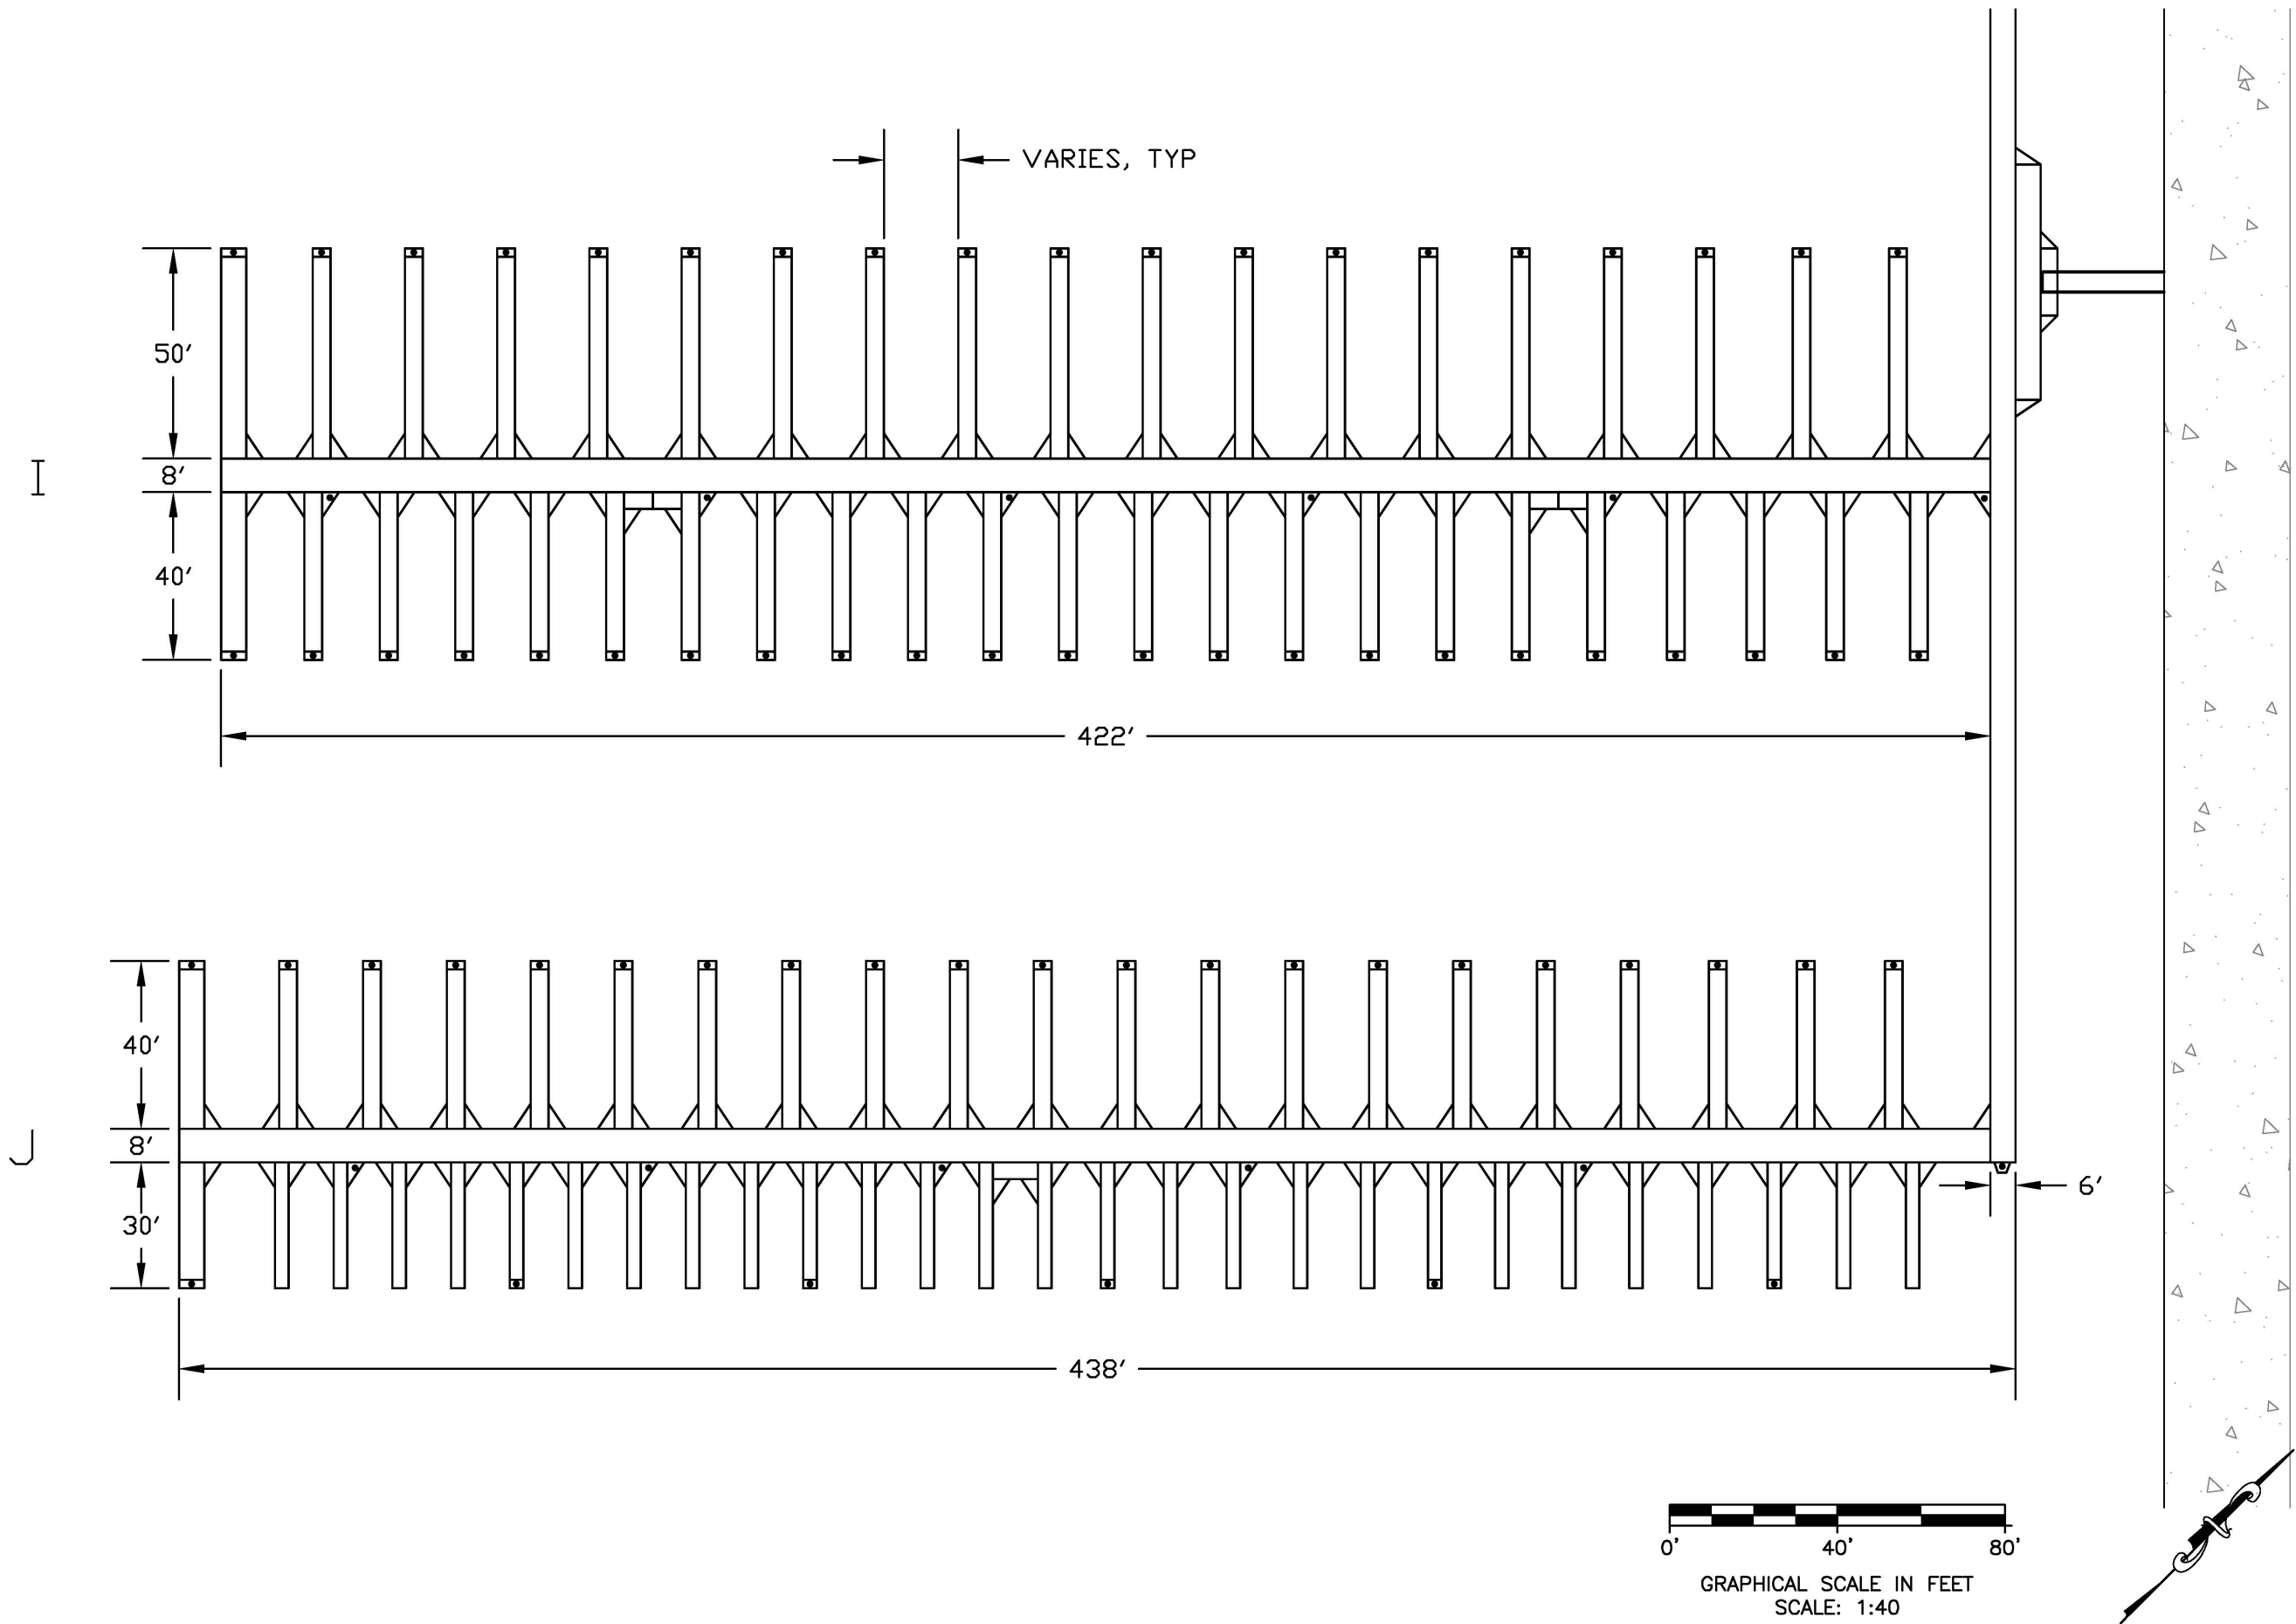 VARIES, TYP
50'
I
8'
40'
422'
40'
J
8'
30'
6'
438'
0' 40' 80'
GRAPHICAL SCALE IN FEET
SCALE: 1:40